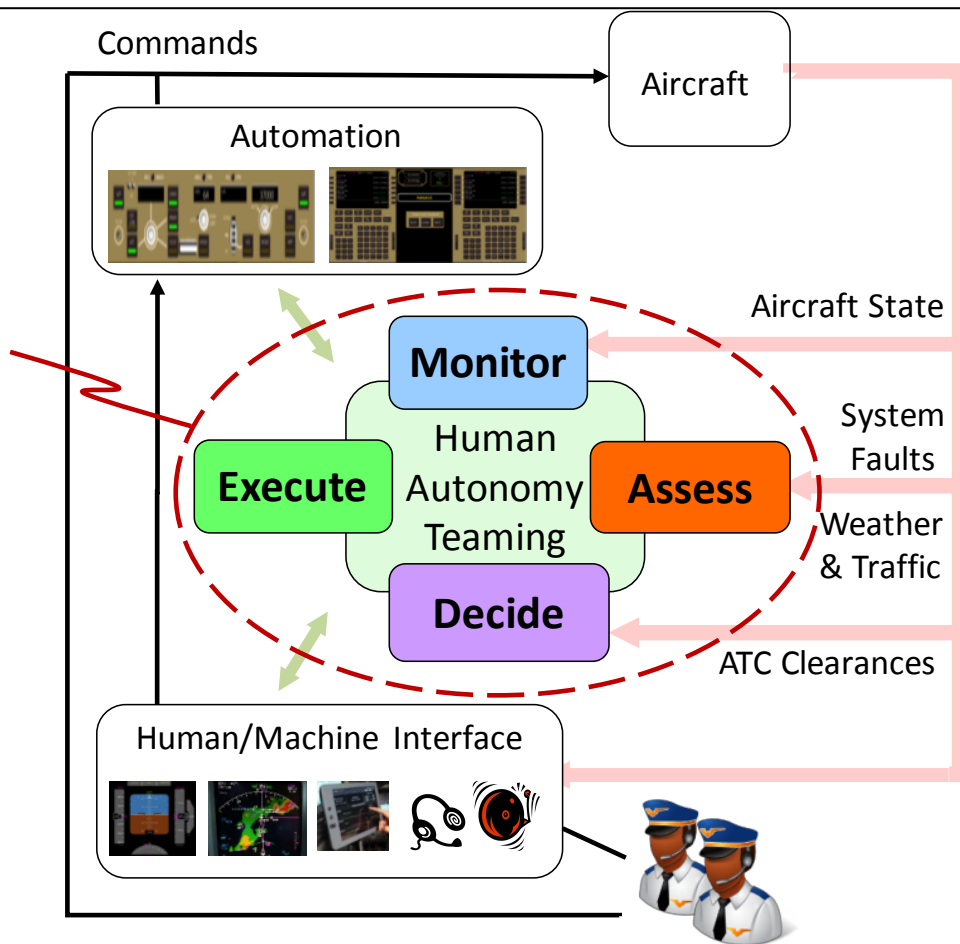 Commands
Aircraft
Automation
Aircraft State
Monitor
Human
Autonomy
Teaming
Execute
Assess
System
Faults
Weather
& Traffic
Decide
ATC Clearances
Human/Machine Interface